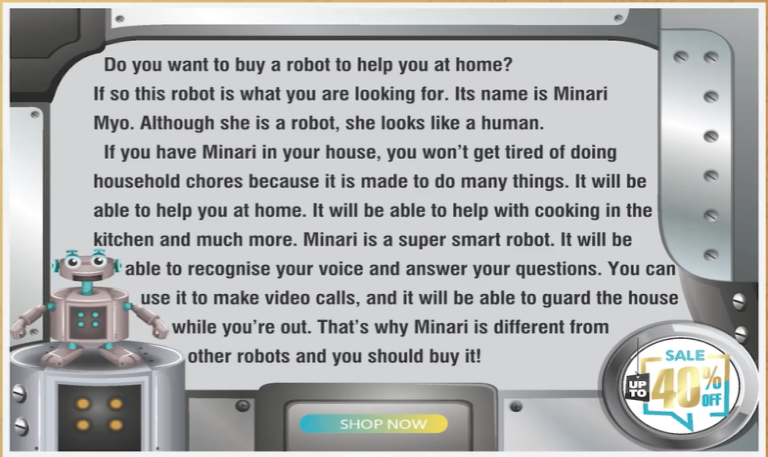 Do you want to buy a robot to help you at home?
If so this robot is what you are looking for. Its name is Minari
Myo. Although she is a robot, she looks like a human.
If you have Minari in your house, you won't get tired of doing
household chores because it is made to do many things. It will be
able to help you at home. It will be able to help with cooking in the
kitchen and much more. Minari is a super smart robot. It will be
able to recognise your voice and answer your questions. You can
use it to make video calls, and it will be able to guard the house
while you're out. That's why Minari is different from
other robots and you should buy it!
SALE
UP TO
40%
OFF
SHOP NOW